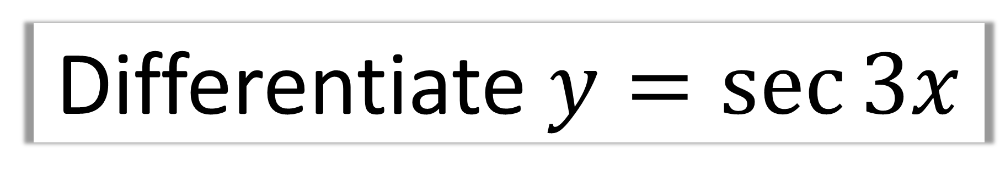 Differentiate y = sec 3x